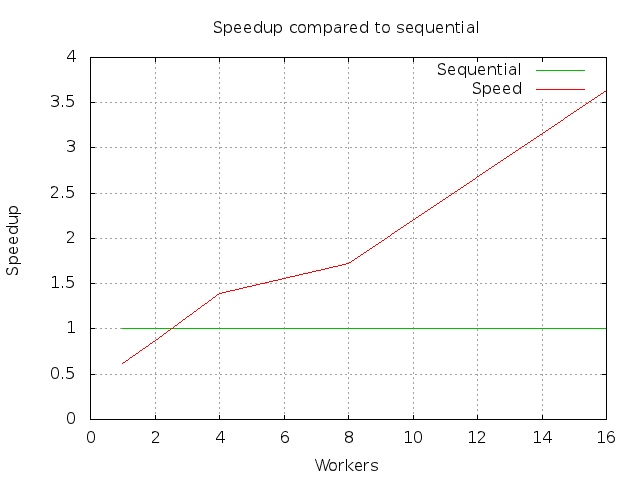 Speedup compared to sequential
4
3.5
3
2.5
2
1.5
1
0.5
0
Sequential
Speed
Speedup
0 2 4 6 8 10 12 14 16
Workers